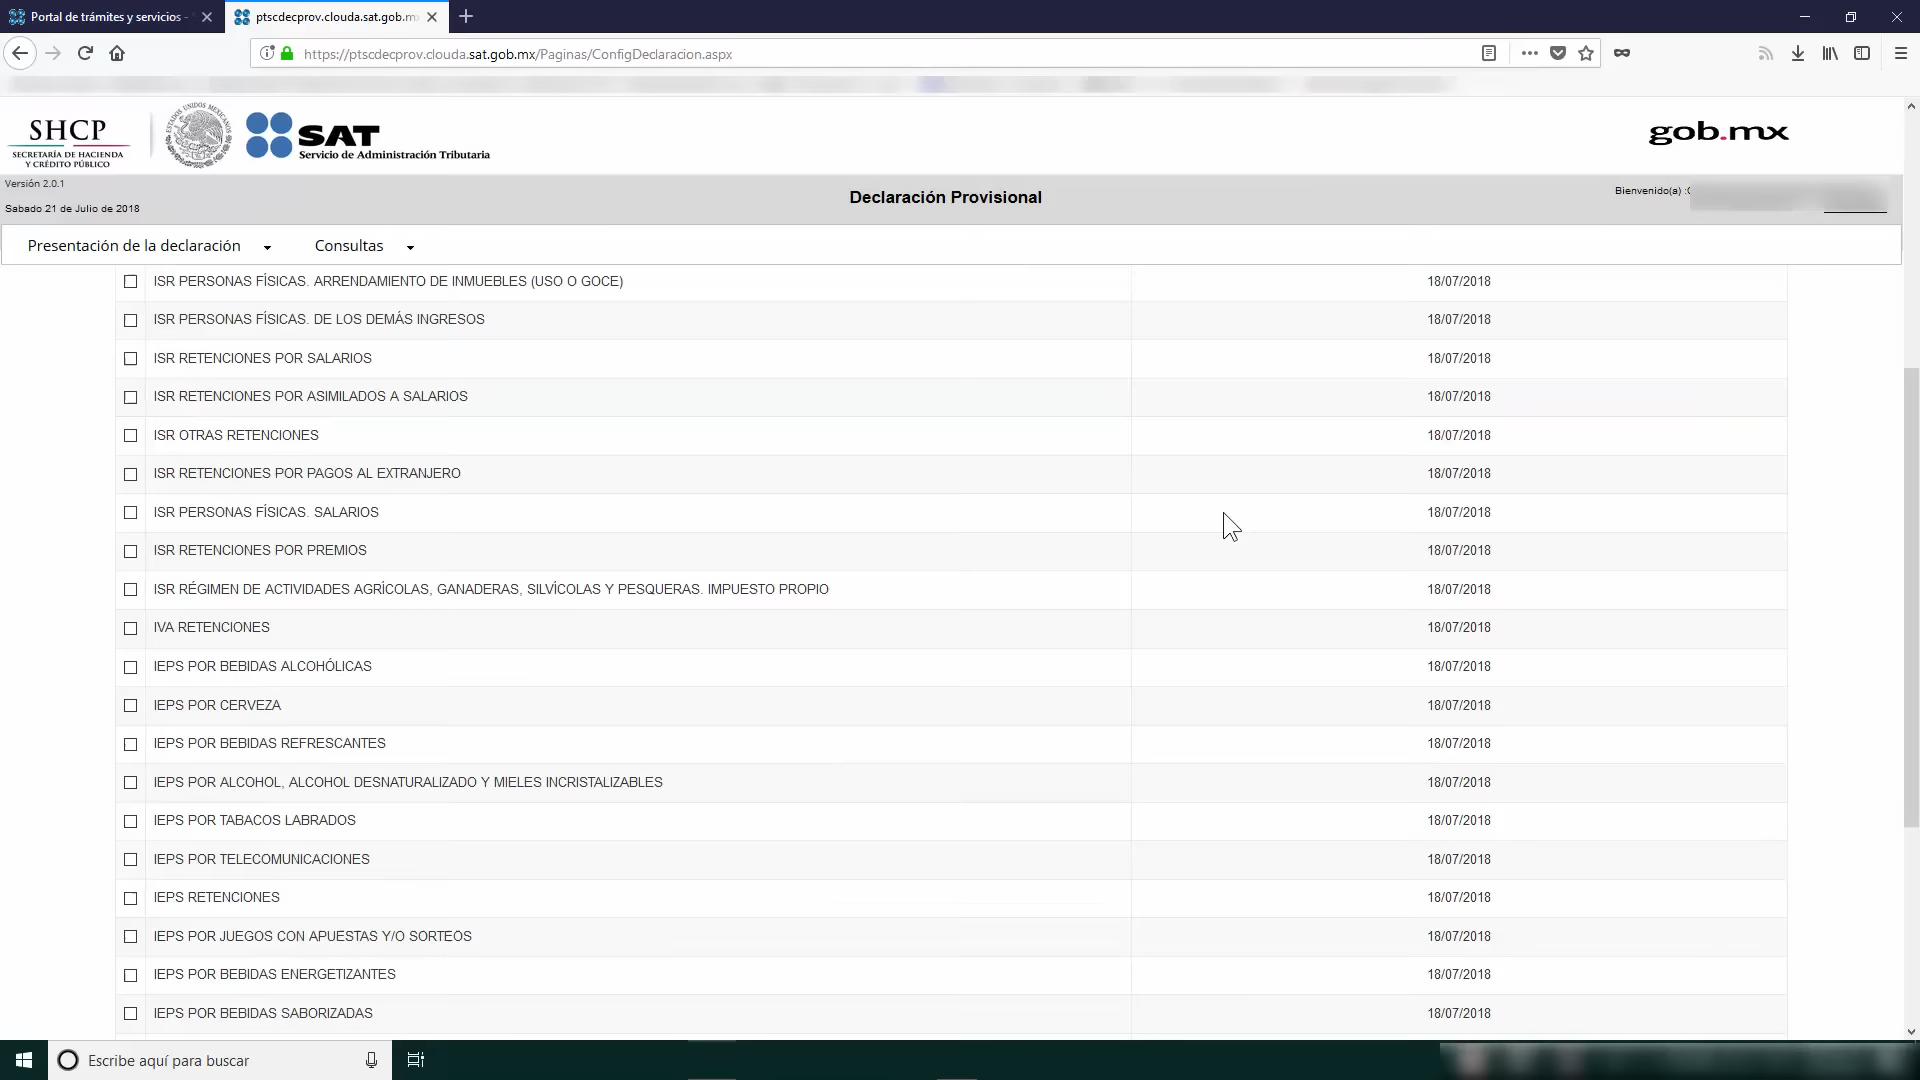 Portal de trámites y servicios -
ptscdecprov.clouda.sat.gob.m
https://ptscdecprov.clouda.sat.gob.mx/Paginas/ConfigDeclaracion.aspx
SHCP
SECRETARÍA DE HACIENDA
Y CRÉDITO PÚBLICO
ESTADOS UNIDOS MEXICANOS
SAT
Servicio de Administración Tributaria
gob.mx
Versión 2.0.1
Sabado 21 de Julio de 2018
Declaración Provisional
Bienvenido(a) :
Presentación de la declaración
Consultas
ISR PERSONAS FÍSICAS. ARRENDAMIENTO DE INMUEBLES (USO O GOCE) 18/07/2018
ISR PERSONAS FÍSICAS. DE LOS DEMÁS INGRESOS 18/07/2018
ISR RETENCIONES POR SALARIOS 18/07/2018
ISR RETENCIONES POR ASIMILADOS A SALARIOS 18/07/2018
ISR OTRAS RETENCIONES 18/07/2018
ISR RETENCIONES POR PAGOS AL EXTRANJERO 18/07/2018
ISR PERSONAS FÍSICAS. SALARIOS 18/07/2018
ISR RETENCIONES POR PREMIOS 18/07/2018
ISR RÉGIMEN DE ACTIVIDADES AGRÍCOLAS, GANADERAS, SILVÍCOLAS Y PESQUERAS. IMPUESTO PROPIO 18/07/2018
IVA RETENCIONES 18/07/2018
IEPS POR BEBIDAS ALCOHÓLICAS 18/07/2018
IEPS POR CERVEZA 18/07/2018
IEPS POR BEBIDAS REFRESCANTES 18/07/2018
IEPS POR ALCOHOL, ALCOHOL DESNATURALIZADO Y MIELES INCRISTALIZABLES 18/07/2018
IEPS POR TABACOS LABRADOS 18/07/2018
IEPS POR TELECOMUNICACIONES 18/07/2018
IEPS RETENCIONES 18/07/2018
IEPS POR JUEGOS CON APUESTAS Y/O SORTEOS 18/07/2018
IEPS POR BEBIDAS ENERGETIZANTES 18/07/2018
IEPS POR BEBIDAS SABORIZADAS 18/07/2018
Escribe aquí para buscar